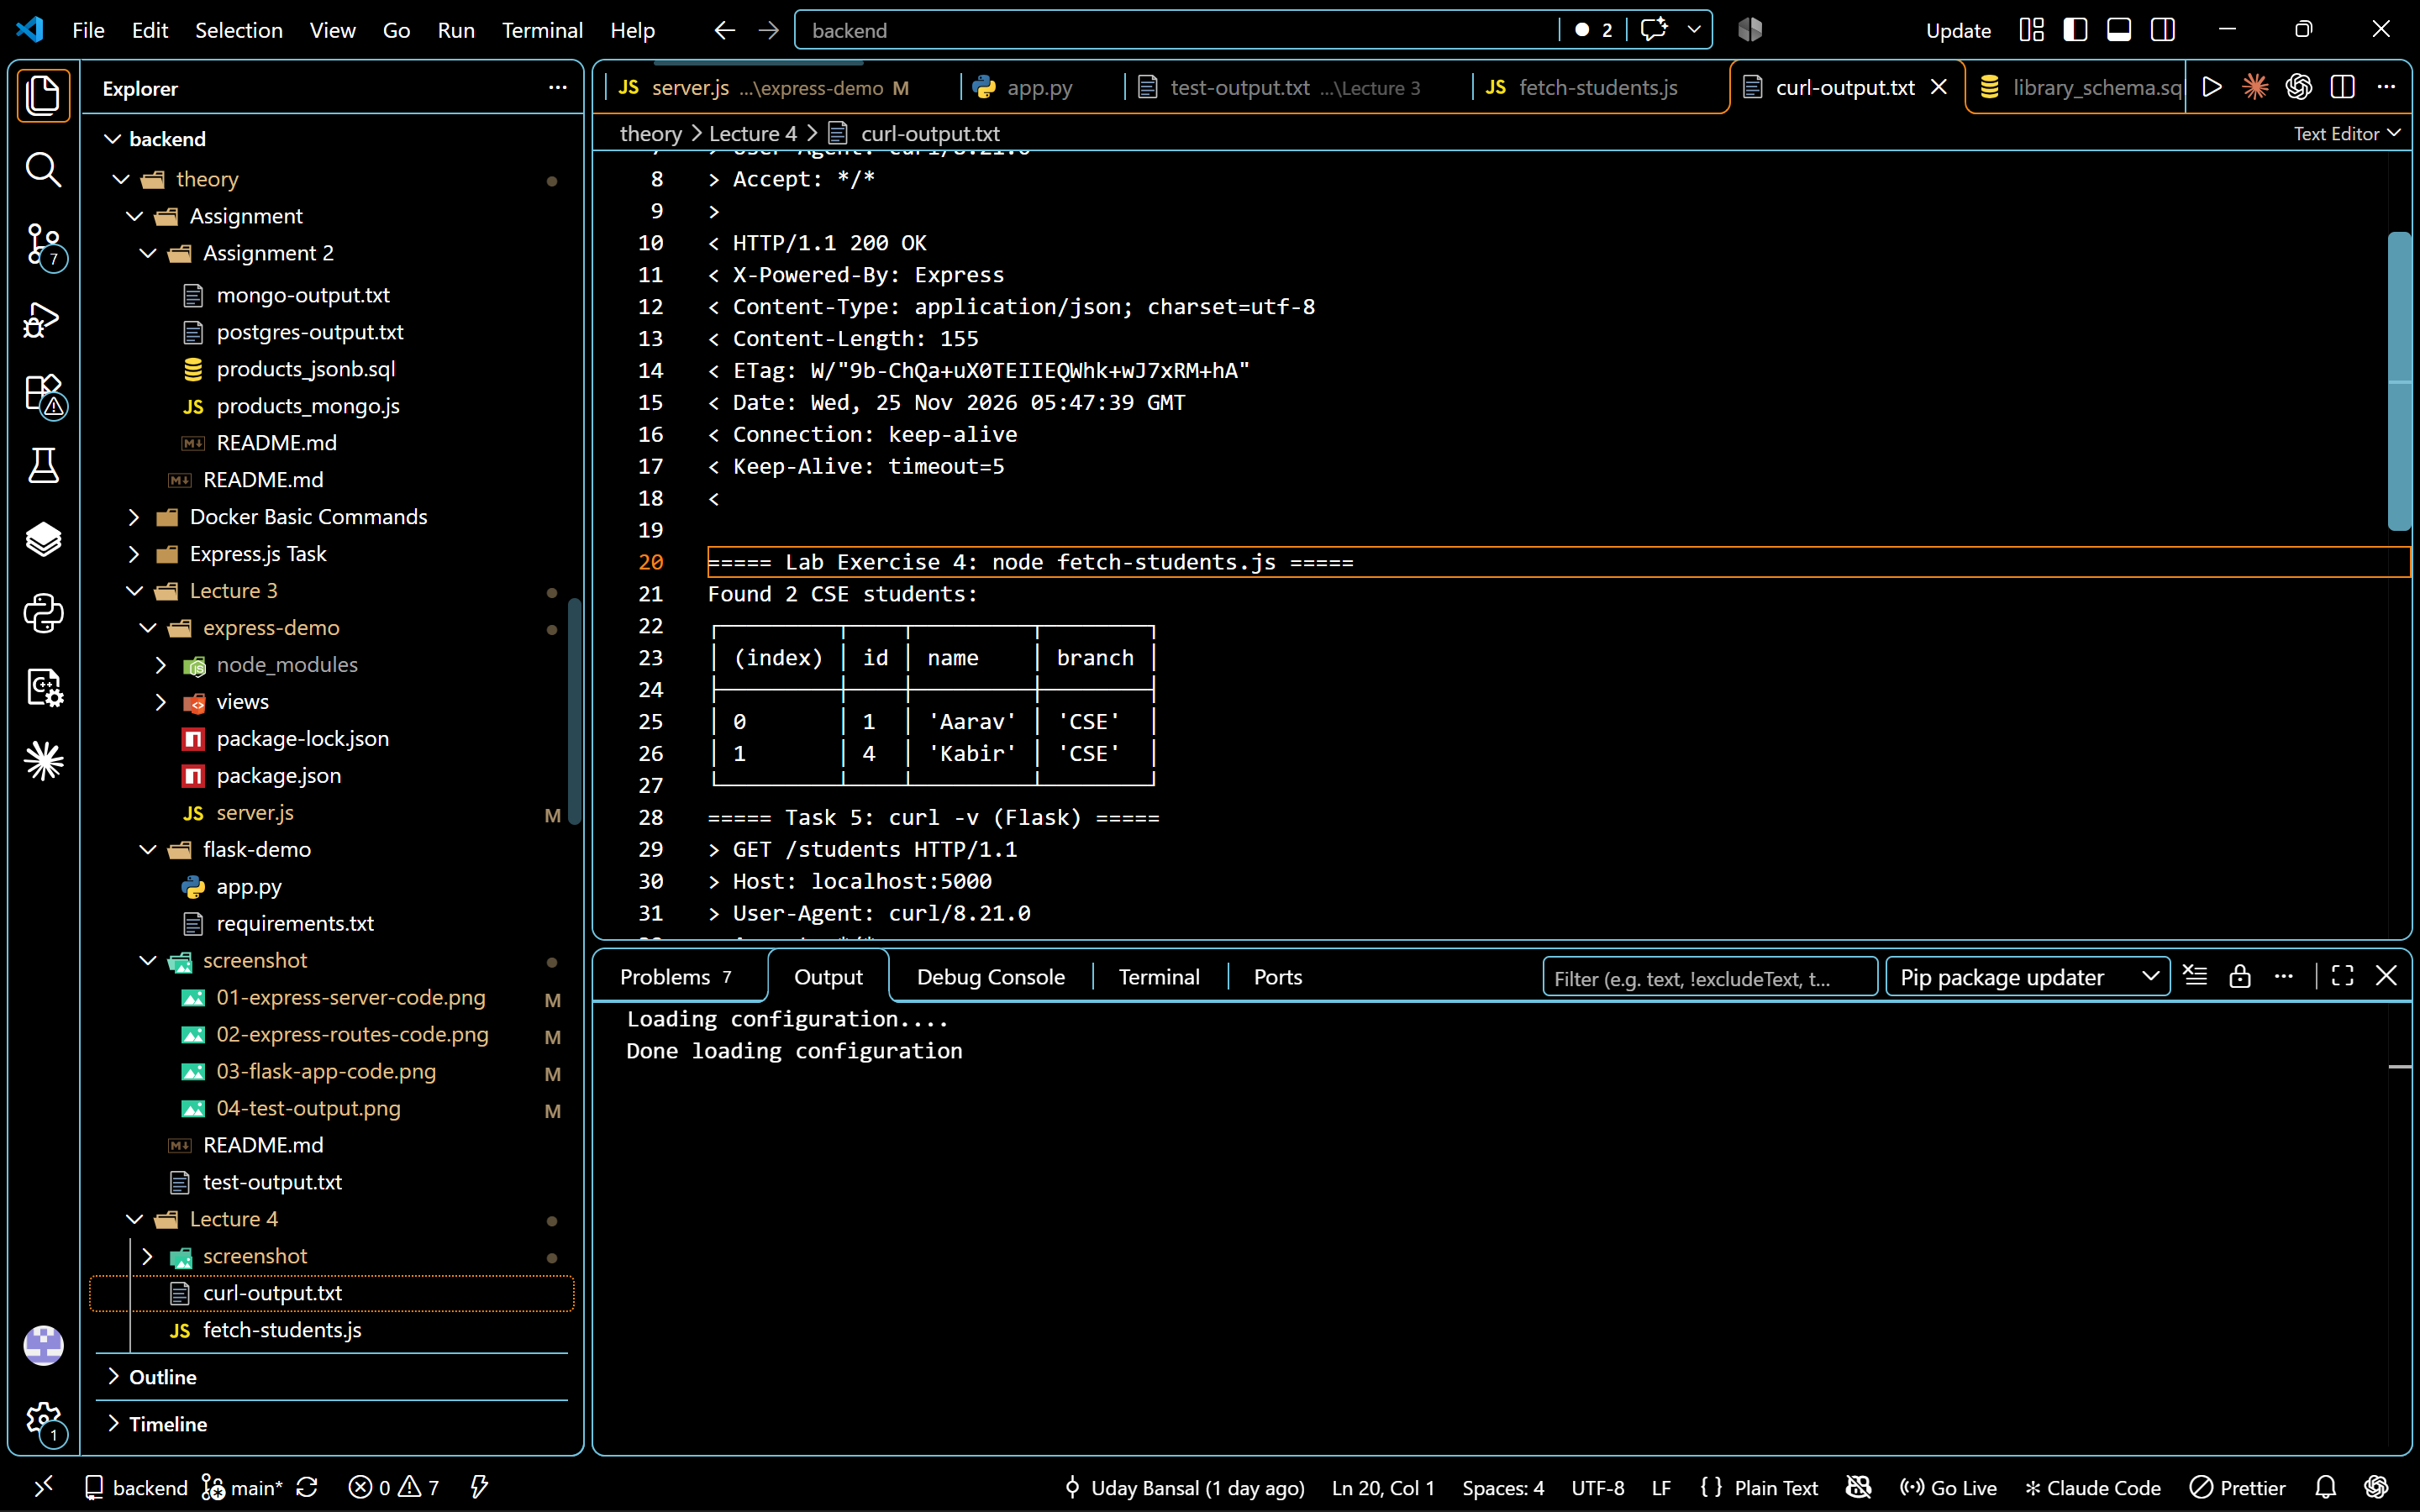 File Edit Selection View Go Run Terminal Help
backend
2
Update
Explorer
backend
theory
Assignment
Assignment 2
mongo-output.txt
postgres-output.txt
products_jsonb.sql
JS products_mongo.js
README.md
README.md
Docker Basic Commands
Express.js Task
Lecture 3
express-demo
node_modules
views
package-lock.json
package.json
JS server.js M
flask-demo
app.py
requirements.txt
screenshot
01-express-server-code.png M
02-express-routes-code.png M
03-flask-app-code.png M
04-test-output.png M
README.md
test-output.txt
Lecture 4
screenshot
curl-output.txt
JS fetch-students.js
Outline
Timeline
7
1
JS server.js ...\express-demo M
app.py
test-output.txt ...\Lecture 3
JS fetch-students.js
curl-output.txt
library_schema.sq
theory > Lecture 4 > curl-output.txt
Text Editor
7 > User-Agent: curl/8.21.0
8 > Accept: */*
9 >
10 < HTTP/1.1 200 OK
11 < X-Powered-By: Express
12 < Content-Type: application/json; charset=utf-8
13 < Content-Length: 155
14 < ETag: W/"9b-ChQa+uX0TEIIEQWhk+wJ7xRM+hA"
15 < Date: Wed, 25 Nov 2026 05:47:39 GMT
16 < Connection: keep-alive
17 < Keep-Alive: timeout=5
18 <
19
20 ===== Lab Exercise 4: node fetch-students.js =====
21 Found 2 CSE students:
22
23 (index) id name branch
24
25 0 1 'Aarav' 'CSE'
26 1 4 'Kabir' 'CSE'
27
28 ===== Task 5: curl -v (Flask) =====
29 > GET /students HTTP/1.1
30 > Host: localhost:5000
31 > User-Agent: curl/8.21.0
Problems 7 Output Debug Console Terminal Ports
Filter (e.g. text, !excludeText, t...
Pip package updater
Loading configuration....
Done loading configuration
backend main* 0 7
Uday Bansal (1 day ago) Ln 20, Col 1 Spaces: 4 UTF-8 LF {} Plain Text Go Live Claude Code Prettier